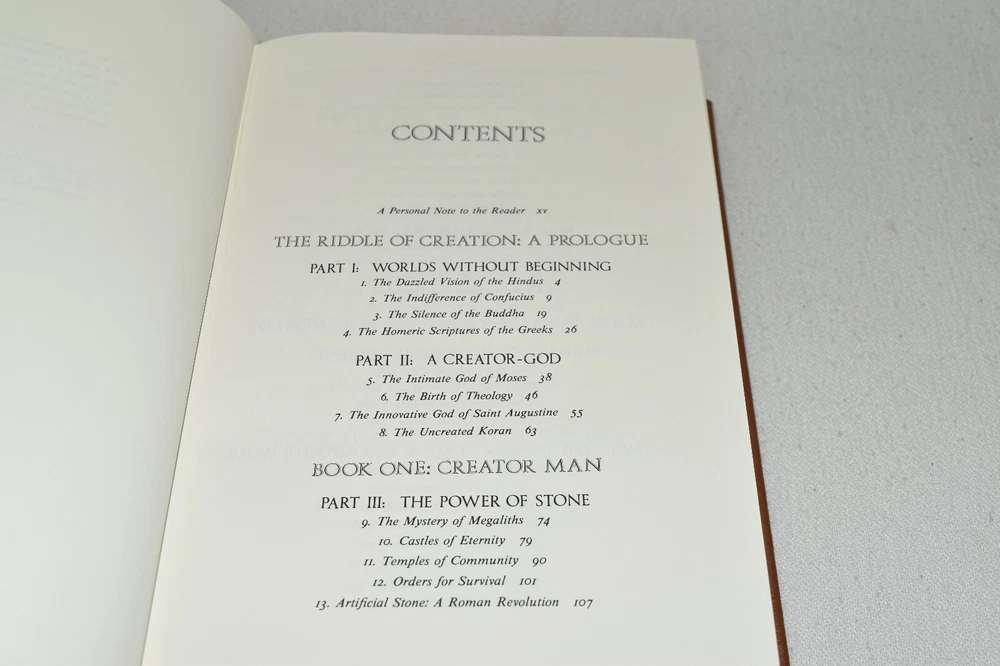 CONTENTS
A Personal Note to the Reader xv
THE RIDDLE OF CREATION: A PROLOGUE
PART I: WORLDS WITHOUT BEGINNING
1. The Dazzled Vision of the Hindus 4
2. The Indifference of Confucius 9
3. The Silence of the Buddha 19
4. The Homeric Scriptures of the Greeks 26
PART II: A CREATOR-GOD
5. The Intimate God of Moses 38
6. The Birth of Theology 46
7. The Innovative God of Saint Augustine 55
8. The Uncreated Koran 63
BOOK ONE: CREATOR MAN
PART III: THE POWER OF STONE
9. The Mystery of Megaliths 74
10. Castles of Eternity 79
11. Temples of Community 90
12. Orders for Survival 101
13. Artificial Stone: A Roman Revolution 107